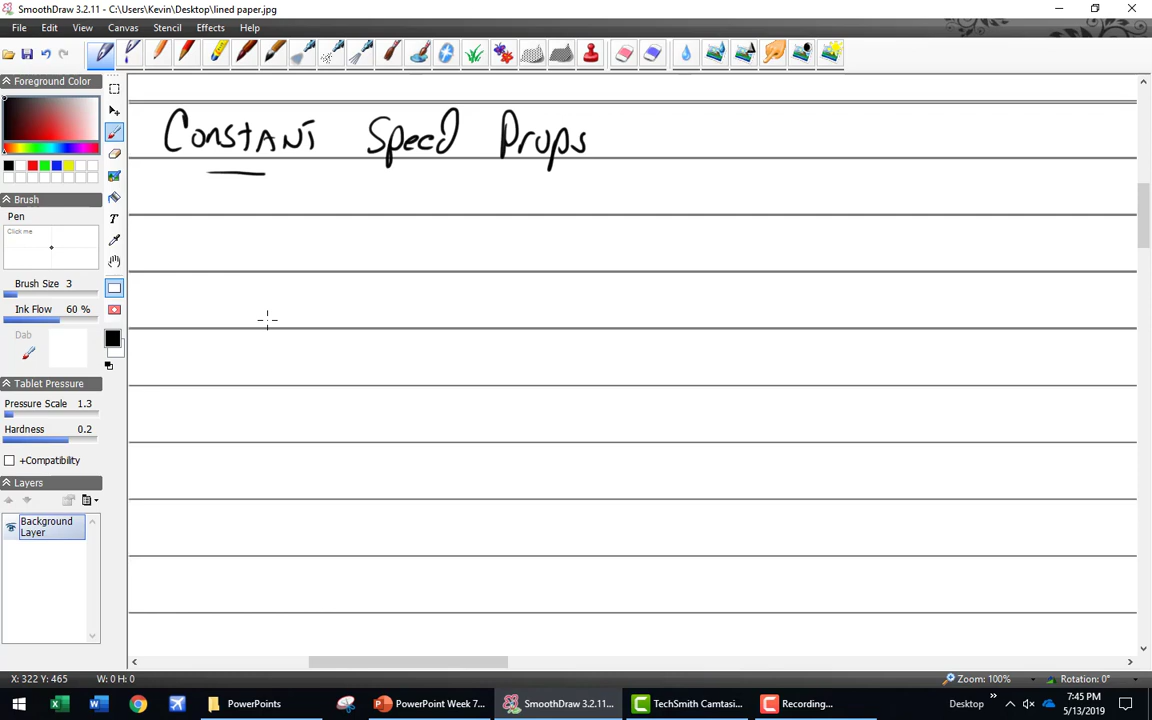 SmoothDraw 3.2.11 - C:\Users\Kevin\Desktop\lined paper.jpg
File Edit View Canvas Stencil Effects Help
Foreground Color
Constant Speed Props
Brush
Pen
Click me
Brush Size 3
Ink Flow 60 %
Dab
Tablet Pressure
Pressure Scale 1.3
Hardness 0.2
+Compatibility
Layers
Background Layer
X: 322 Y: 465 W: 0 H: 0 Zoom: 100% Rotation: 0°
PowerPoints PowerPoint Week 7... SmoothDraw 3.2.11... TechSmith Camtasi... Recording... Desktop 7:45 PM
5/13/2019